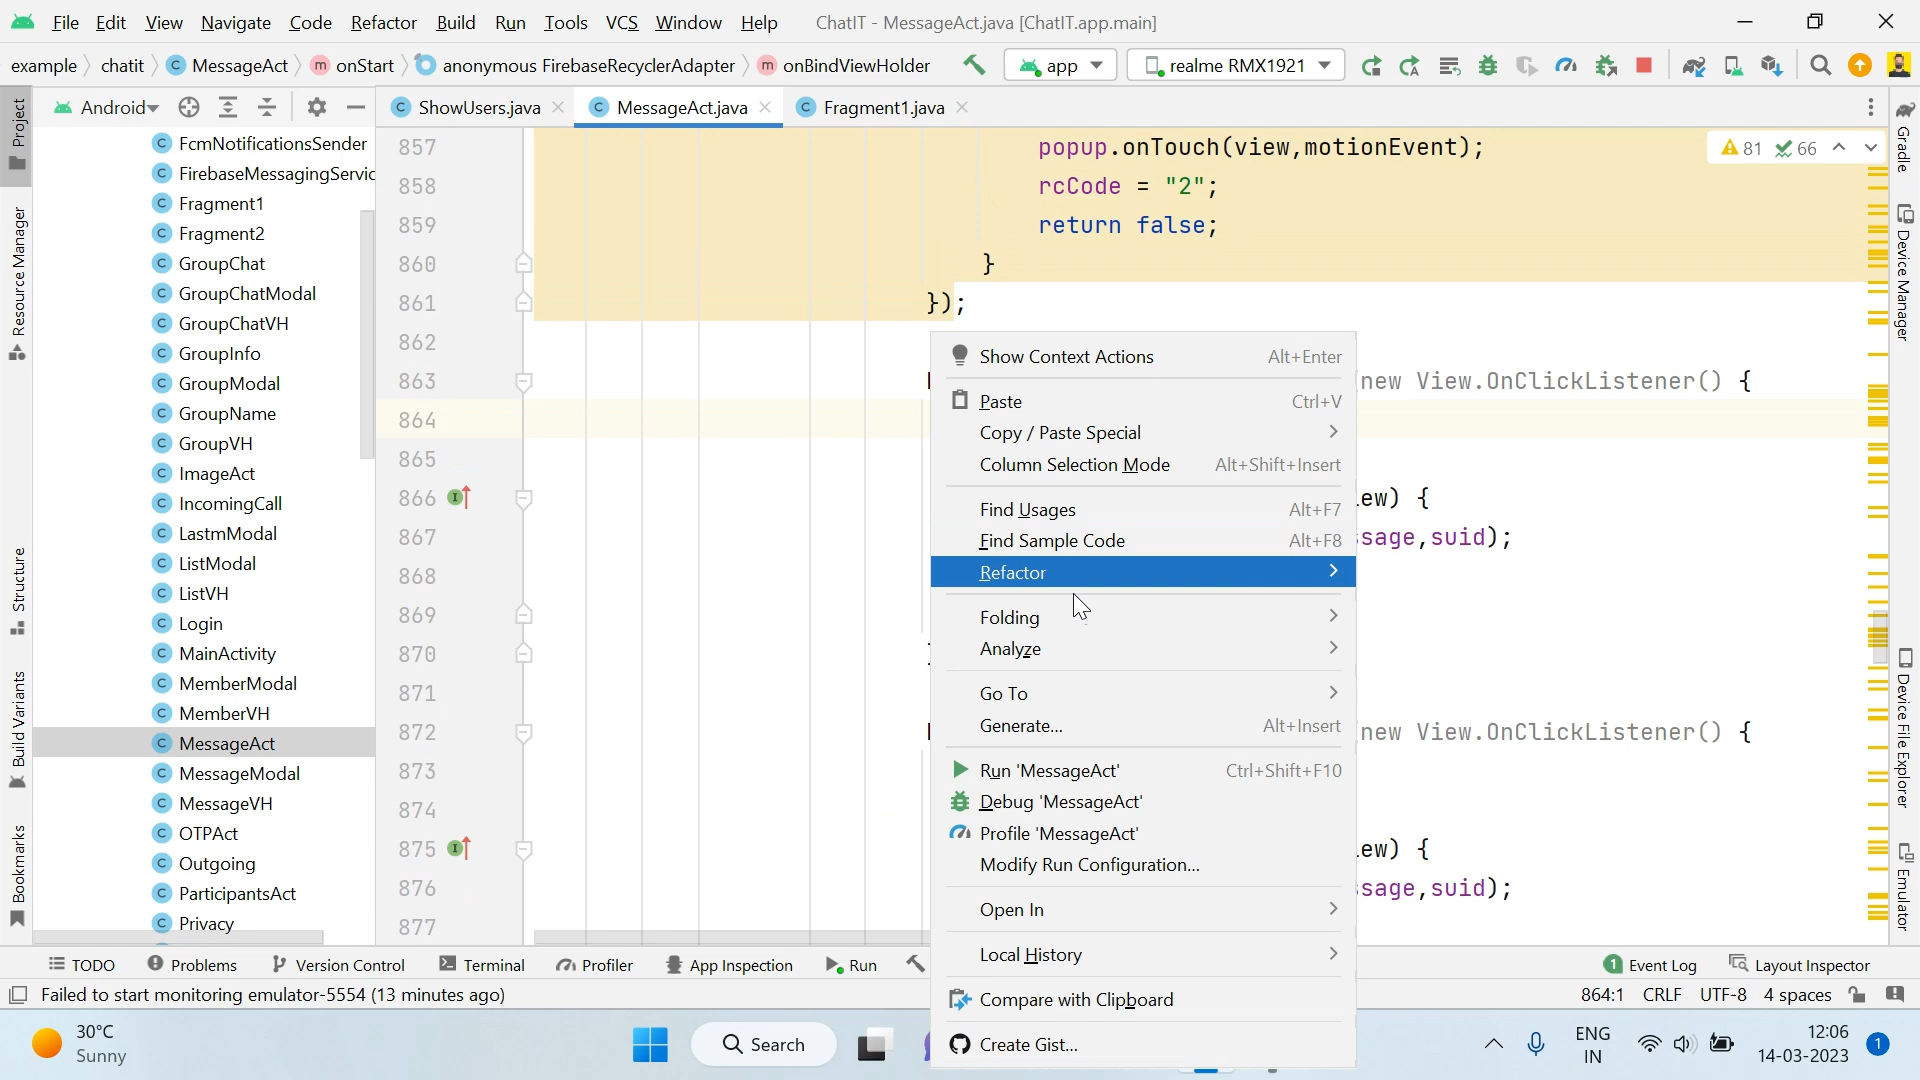 File Edit View Navigate Code Refactor Build Run Tools VCS Window Help ChatIT - MessageAct.java [ChatIT.app.main]
example chatit MessageAct onStart anonymous FirebaseRecyclerAdapter onBindViewHolder app realme RMX1921
Android ShowUsers.java MessageAct.java Fragment1.java
Project
Resource Manager
Structure
Build Variants
Bookmarks
FcmNotificationsSender
FirebaseMessagingServic
Fragment1
Fragment2
GroupChat
GroupChatModal
GroupChatVH
GroupInfo
GroupModal
GroupName
GroupVH
ImageAct
IncomingCall
LastmModal
ListModal
ListVH
Login
MainActivity
MemberModal
MemberVH
MessageAct
MessageModal
MessageVH
OTPAct
Outgoing
ParticipantsAct
Privacy
857 popup.onTouch(view,motionEvent);
858 rcCode = "2";
859 return false;
860 }
861 });
862
863 new View.OnClickListener() {
864
865
866 ew) {
867 sage,suid);
868
869
870
871
872 new View.OnClickListener() {
873
874
875 ew) {
876 sage,suid);
877
81 66
Show Context Actions Alt+Enter
Paste Ctrl+V
Copy / Paste Special
Column Selection Mode Alt+Shift+Insert
Find Usages Alt+F7
Find Sample Code Alt+F8
Refactor
Folding
Analyze
Go To
Generate... Alt+Insert
Run 'MessageAct' Ctrl+Shift+F10
Debug 'MessageAct'
Profile 'MessageAct'
Modify Run Configuration...
Open In
Local History
Compare with Clipboard
Create Gist...
Gradle
Device Manager
Device File Explorer
Emulator
TODO Problems Version Control Terminal Profiler App Inspection Run 1 Event Log Layout Inspector
Failed to start monitoring emulator-5554 (13 minutes ago) 864:1 CRLF UTF-8 4 spaces
30°C
Sunny
Search
ENG
IN
12:06
14-03-2023
1